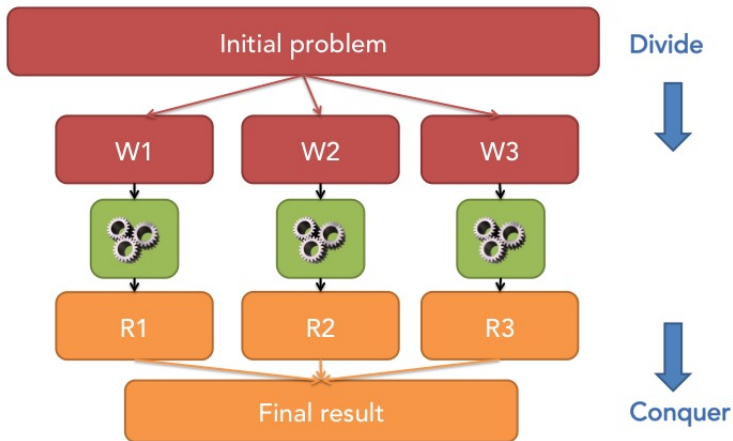 Initial problem
Divide
W1
W2
W3
R1
R2
R3
Final result
Conquer